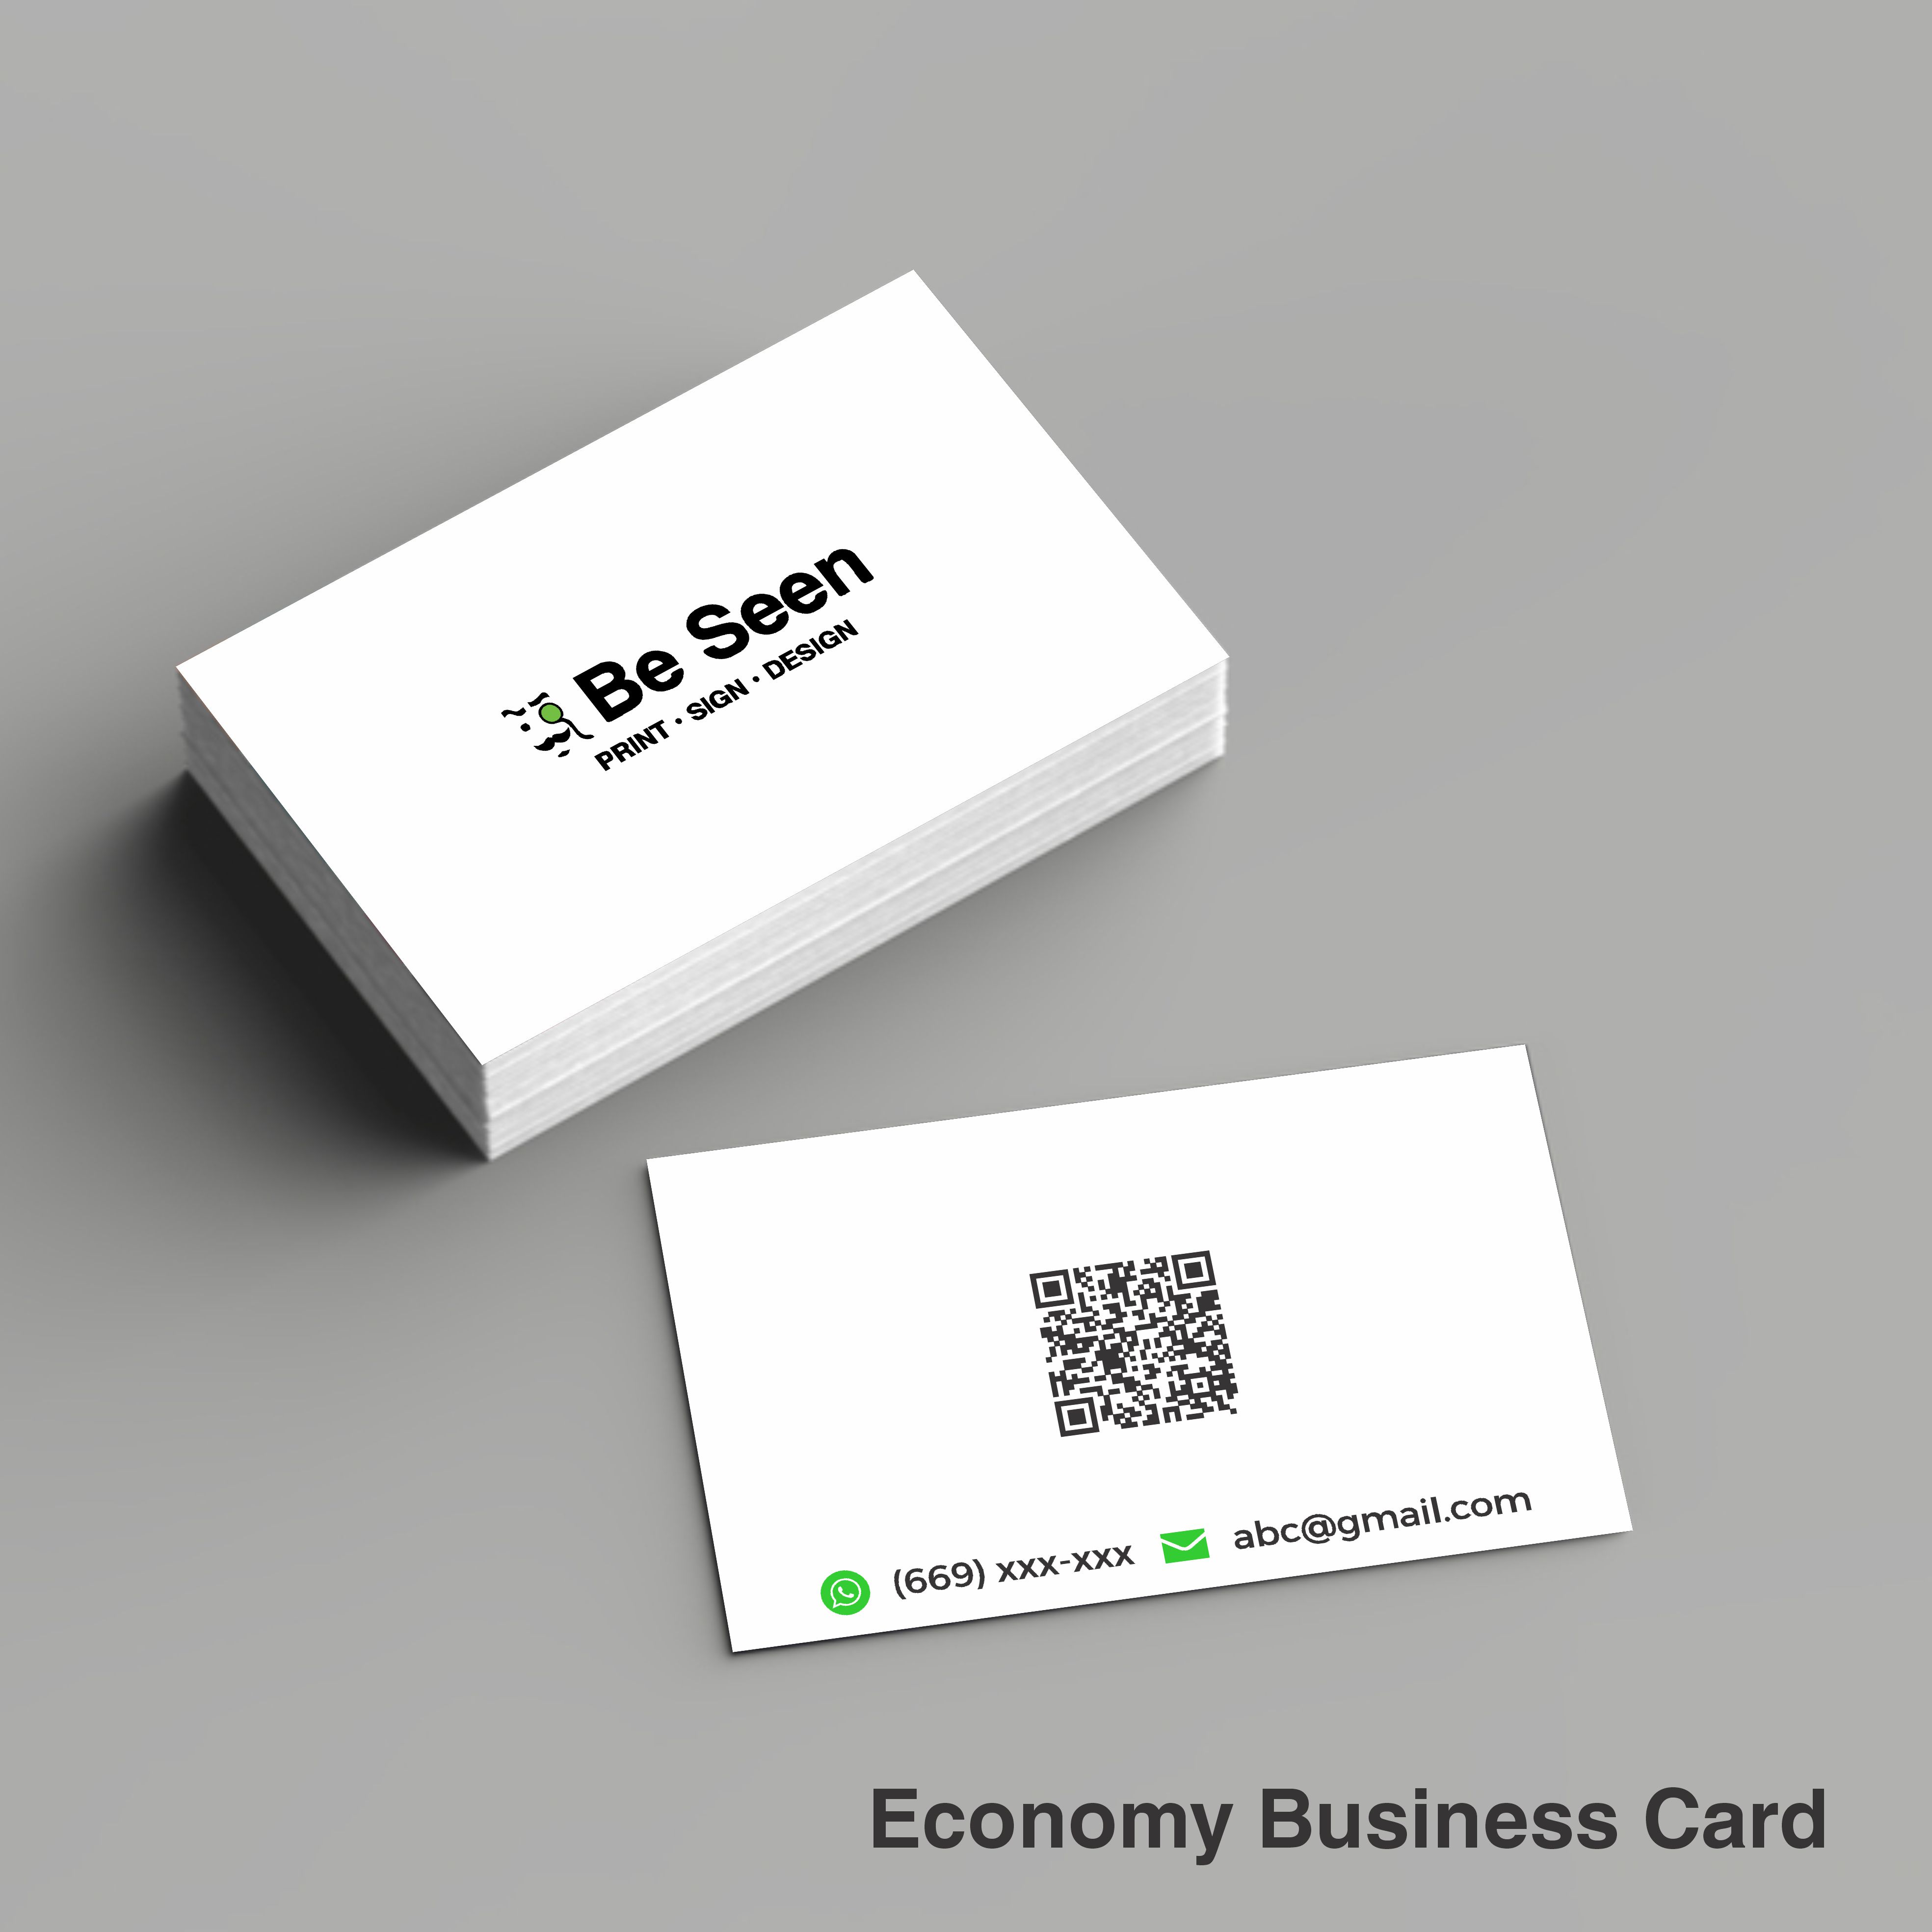 Be Seen
PRINT • SIGN • DESIGN
(669) xxx-xxx abc@gmail.com
Economy Business Card